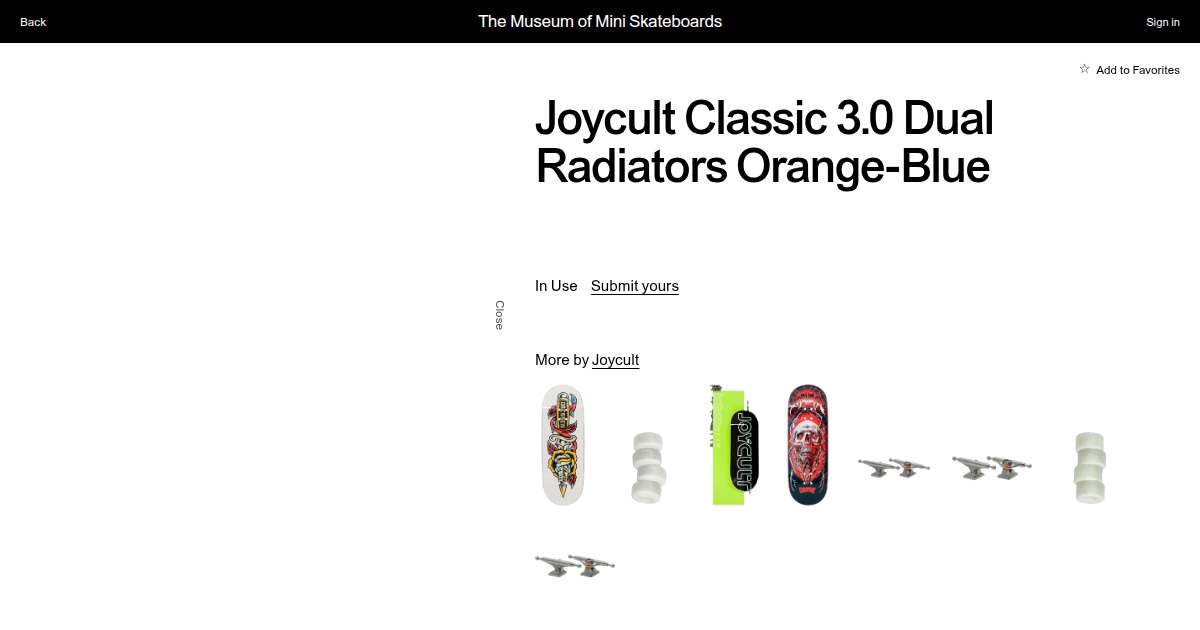 Back
The Museum of Mini Skateboards
Sign in
☆ Add to Favorites
Joycult Classic 3.0 Dual
Radiators Orange-Blue
In Use Submit yours
Close
More by Joycult
JOYCULT